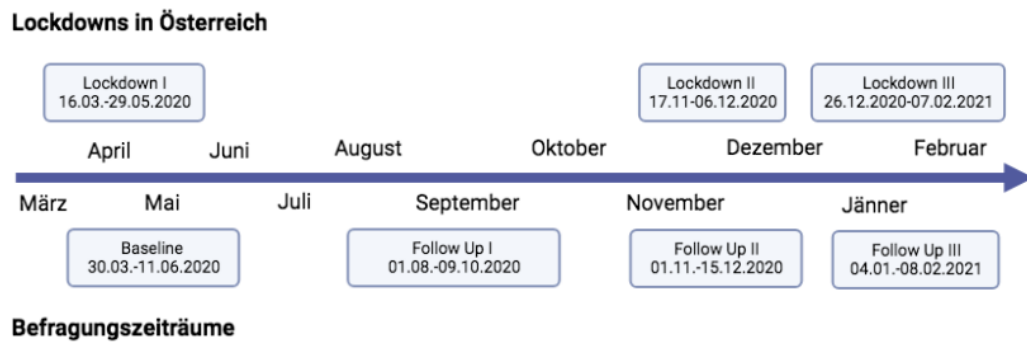 Lockdowns in Österreich
Lockdown I
16.03.-29.05.2020
Lockdown II
17.11-06.12.2020
Lockdown III
26.12.2020-07.02.2021
April Juni August Oktober Dezember Februar
März Mai Juli September November Jänner
Baseline
30.03.-11.06.2020
Follow Up I
01.08.-09.10.2020
Follow Up II
01.11.-15.12.2020
Follow Up III
04.01.-08.02.2021
Befragungszeiträume